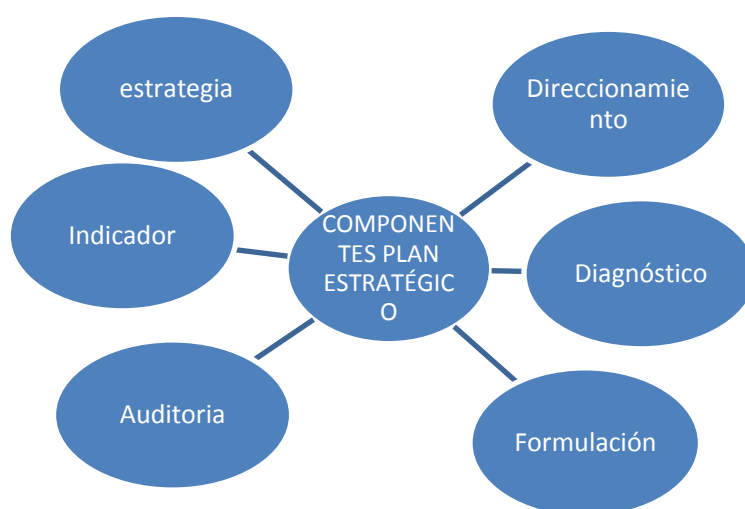 estrategia
Direccionamie
nto
Indicador
COMPONEN
TES PLAN
ESTRATÉGIC
O
Diagnóstico
Auditoria
Formulación